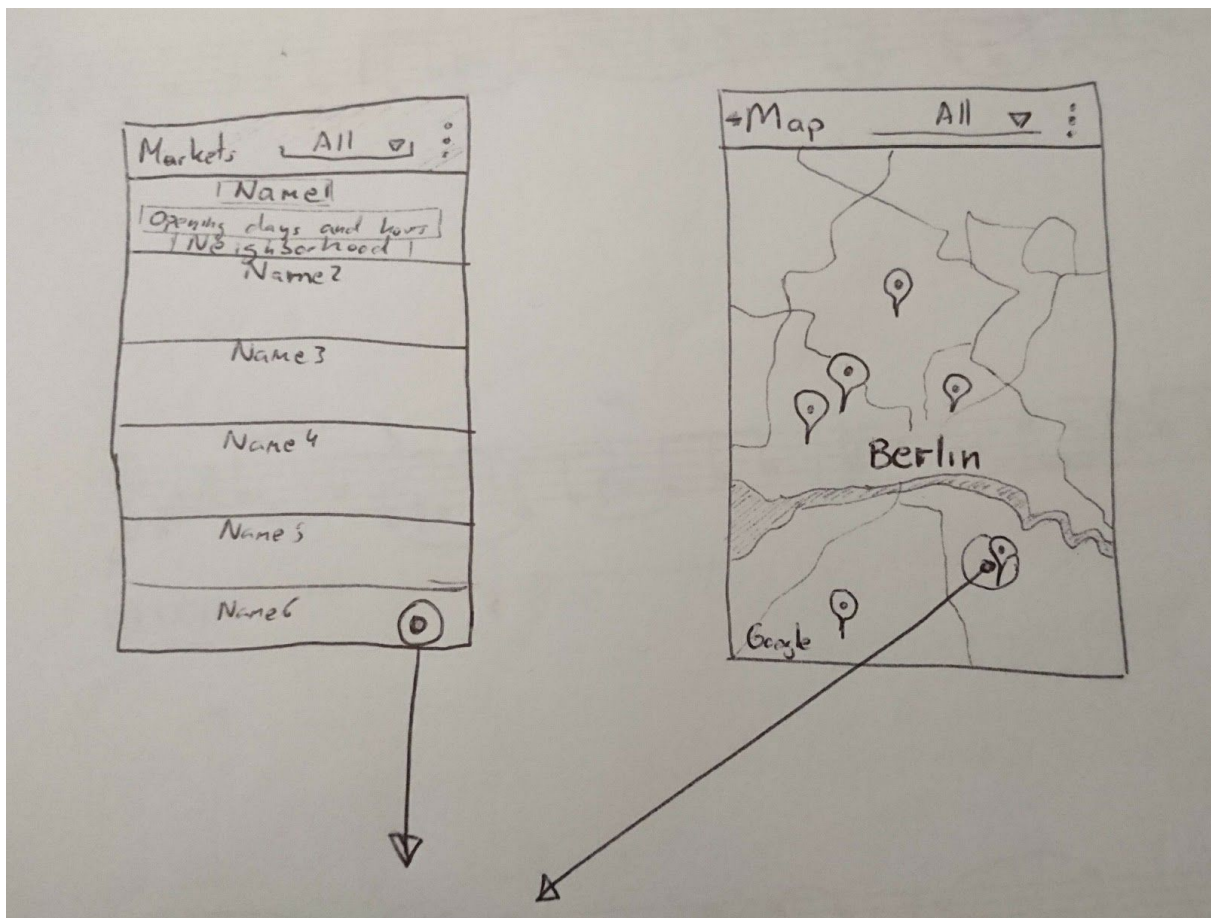 Markets All
Name1
Opening days and hours
Neighborhood
Name2
Name3
Name4
Name5
Name6
Map All
Berlin
Google